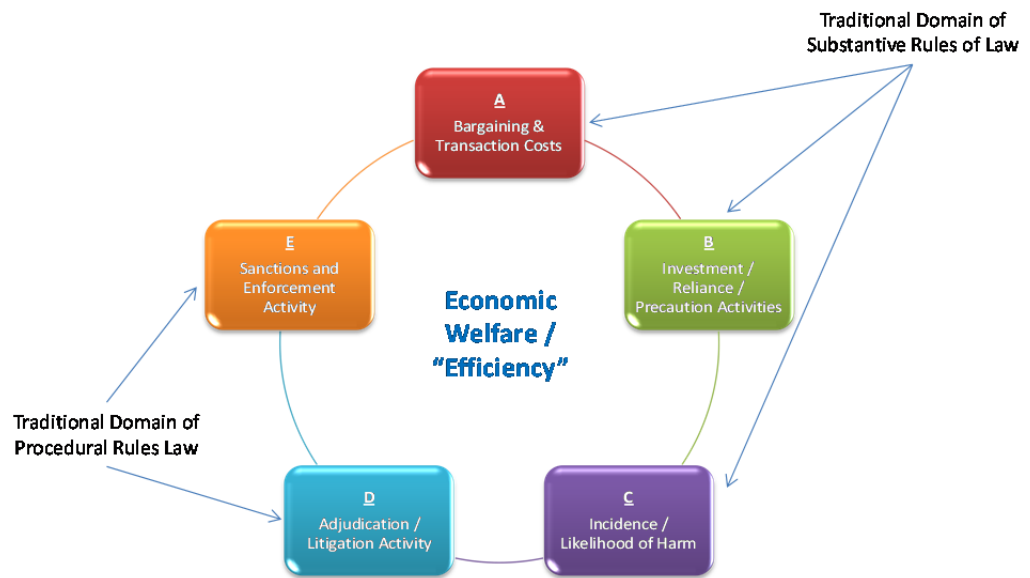 Traditional Domain of
Substantive Rules of Law
A
Bargaining &
Transaction Costs
B
Investment /
Reliance /
Precaution Activities
C
Incidence /
Likelihood of Harm
D
Adjudication /
Litigation Activity
E
Sanctions and
Enforcement
Activity
Economic
Welfare /
“Efficiency”
Traditional Domain of
Procedural Rules Law